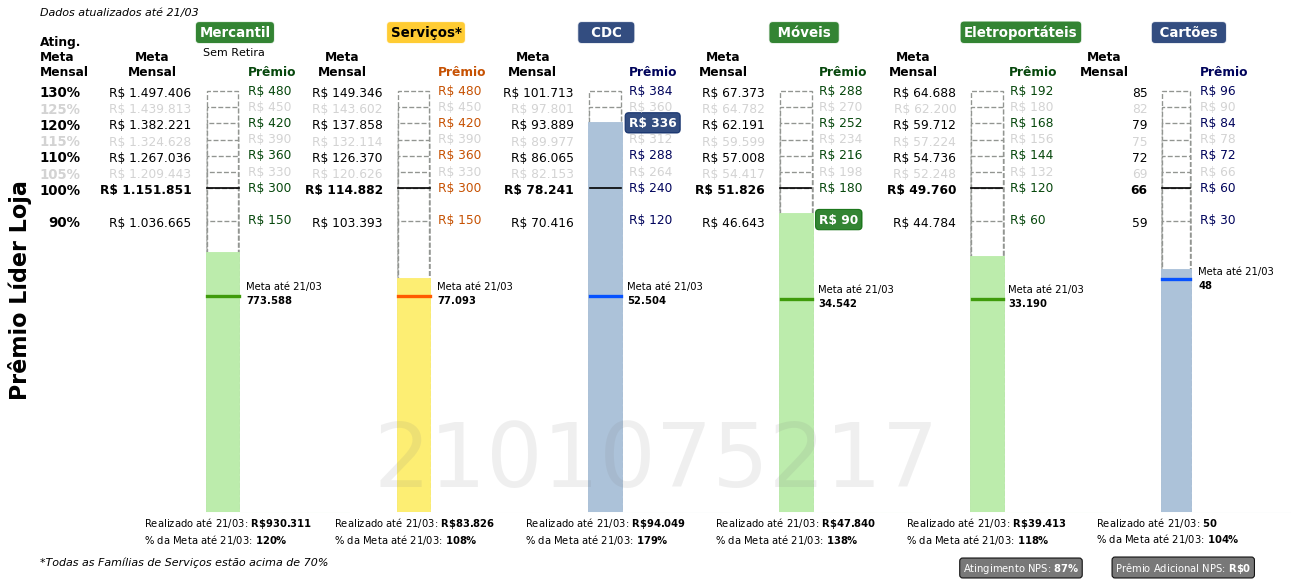 Dados atualizados até 21/03
Mercantil Serviços* CDC Móveis Eletroportáteis Cartões
Sem Retira
Ating. Meta Mensal
Meta Mensal Prêmio Meta Mensal Prêmio Meta Mensal Prêmio Meta Mensal Prêmio Meta Mensal Prêmio Meta Mensal Prêmio
130% R$ 1.497.406 R$ 480 R$ 149.346 R$ 480 R$ 101.713 R$ 384 R$ 67.373 R$ 288 R$ 64.688 R$ 192 85 R$ 96
125% R$ 1.439.813 R$ 450 R$ 143.602 R$ 450 R$ 97.801 R$ 360 R$ 64.782 R$ 270 R$ 62.200 R$ 180 82 R$ 90
120% R$ 1.382.221 R$ 420 R$ 137.858 R$ 420 R$ 93.889 R$ 336 R$ 62.191 R$ 252 R$ 59.712 R$ 168 79 R$ 84
115% R$ 1.324.628 R$ 390 R$ 132.114 R$ 390 R$ 89.977 R$ 312 R$ 59.599 R$ 234 R$ 57.224 R$ 156 75 R$ 78
110% R$ 1.267.036 R$ 360 R$ 126.370 R$ 360 R$ 86.065 R$ 288 R$ 57.008 R$ 216 R$ 54.736 R$ 144 72 R$ 72
105% R$ 1.209.443 R$ 330 R$ 120.626 R$ 330 R$ 82.153 R$ 264 R$ 54.417 R$ 198 R$ 52.248 R$ 132 69 R$ 66
100% R$ 1.151.851 R$ 300 R$ 114.882 R$ 300 R$ 78.241 R$ 240 R$ 51.826 R$ 180 R$ 49.760 R$ 120 66 R$ 60
90% R$ 1.036.665 R$ 150 R$ 103.393 R$ 150 R$ 70.416 R$ 120 R$ 46.643 R$ 90 R$ 44.784 R$ 60 59 R$ 30
Prêmio Líder Loja
Meta até 21/03 Meta até 21/03 Meta até 21/03 Meta até 21/03 Meta até 21/03 Meta até 21/03
773.588 77.093 52.504 34.542 33.190 48
2101075217
Realizado até 21/03: R$930.311 Realizado até 21/03: R$83.826 Realizado até 21/03: R$94.049 Realizado até 21/03: R$47.840 Realizado até 21/03: R$39.413 Realizado até 21/03: 50
% da Meta até 21/03: 120% % da Meta até 21/03: 108% % da Meta até 21/03: 179% % da Meta até 21/03: 138% % da Meta até 21/03: 118% % da Meta até 21/03: 104%
*Todas as Famílias de Serviços estão acima de 70% Atingimento NPS: 87% Prêmio Adicional NPS: R$0